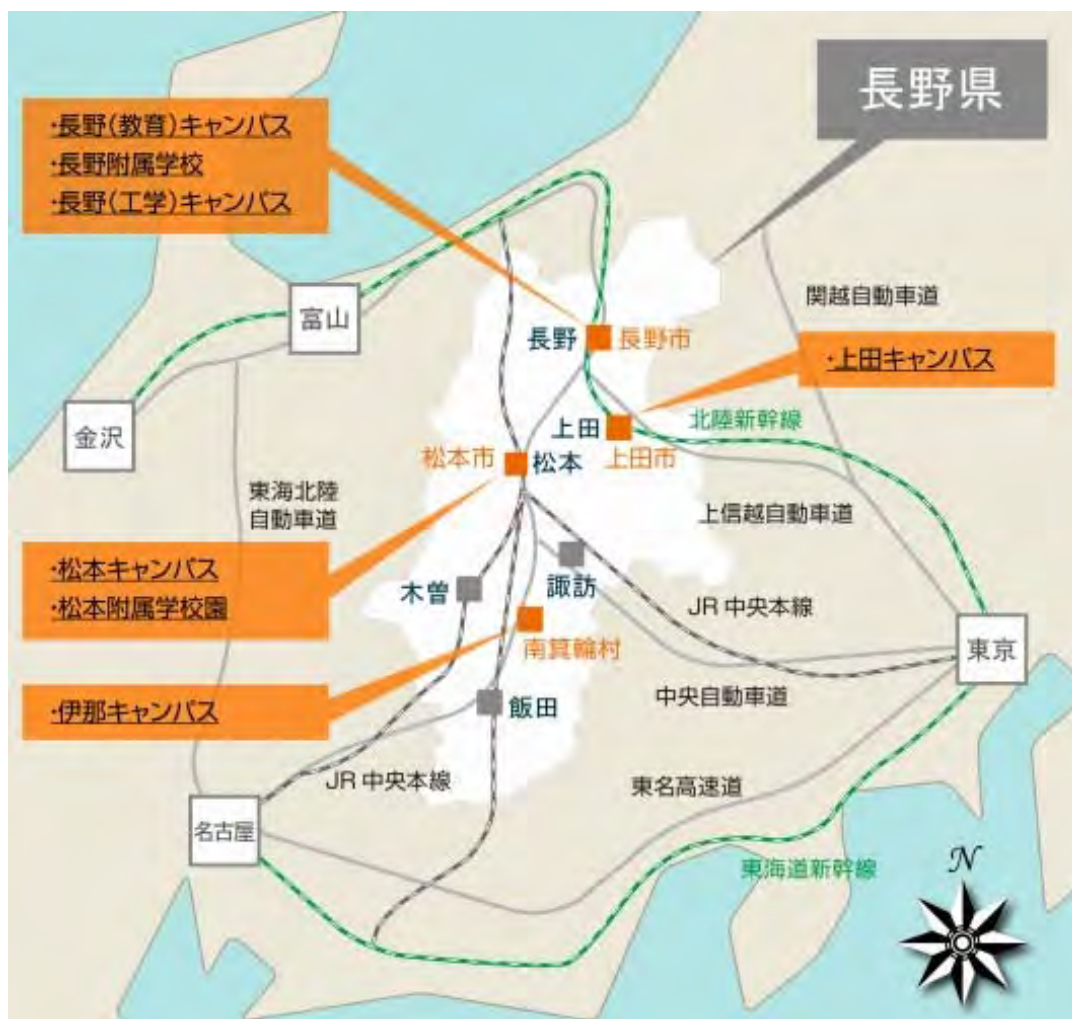 長野県
・長野(教育)キャンパス
・長野附属学校
・長野(工学)キャンパス
関越自動車道
富山
長野
長野市
・上田キャンパス
金沢
上田
上田市
北陸新幹線
松本市
松本
東海北陸
自動車道
上信越自動車道
・松本キャンパス
・松本附属学校園
木曽
諏訪
JR中央本線
南箕輪村
東京
・伊那キャンパス
飯田
中央自動車道
JR中央本線
東名高速道
名古屋
東海道新幹線
N